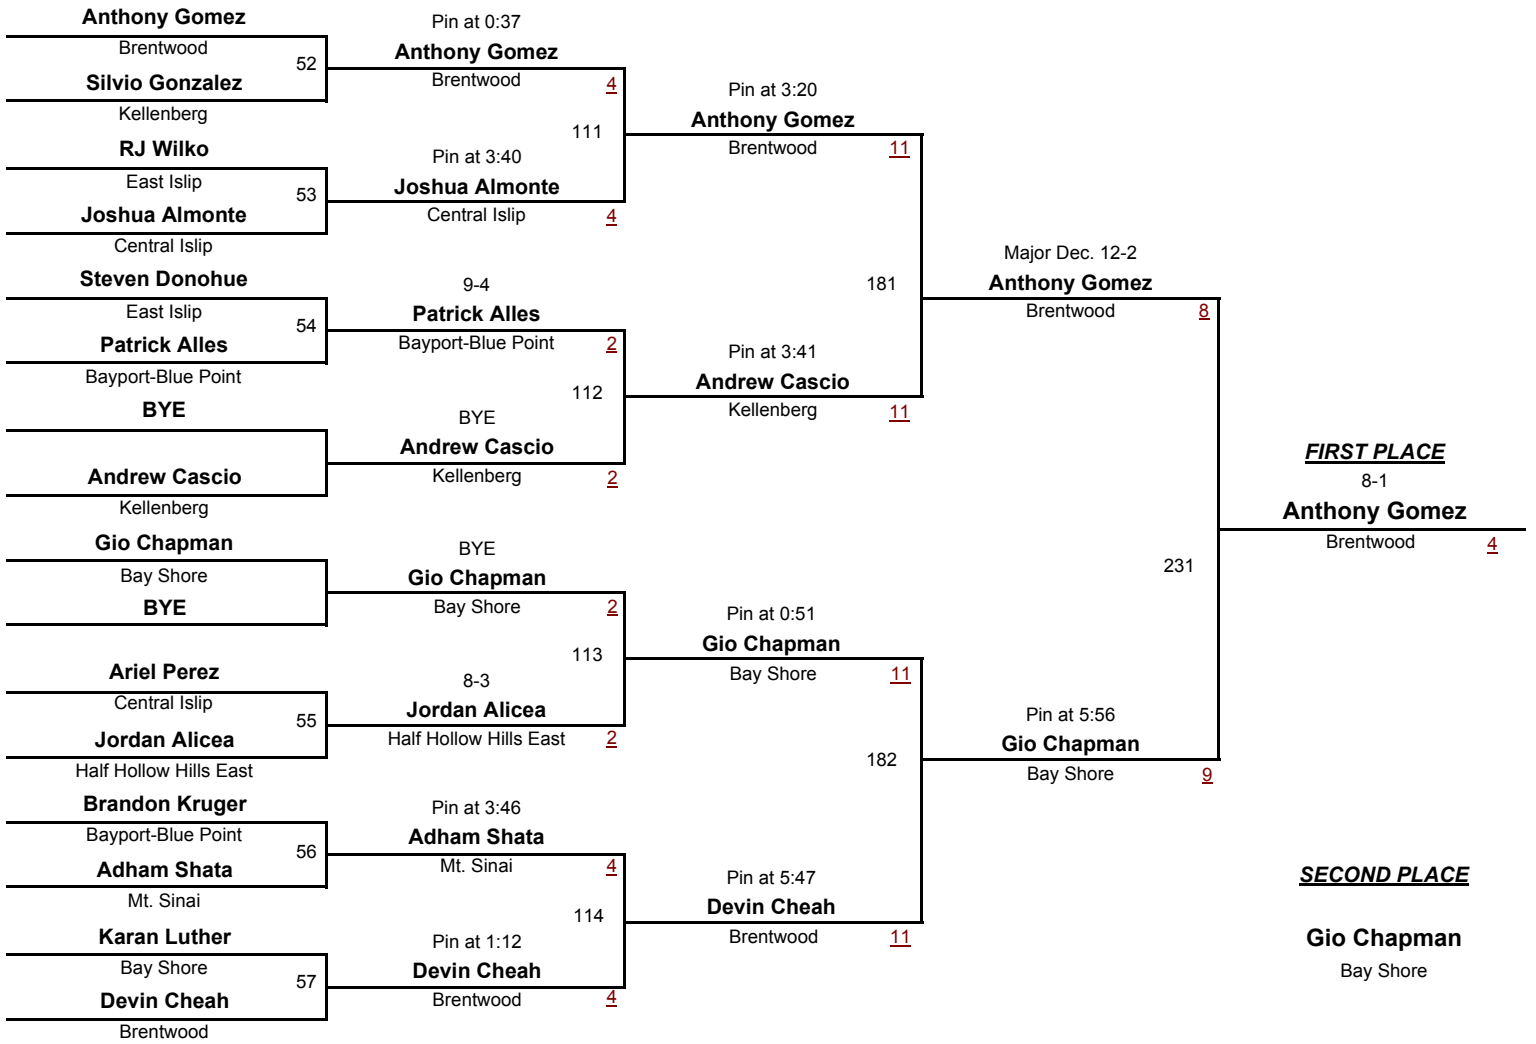 Anthony Gomez
Brentwood
52
Silvio Gonzalez
Kellenberg
RJ Wilko
East Islip
53
Joshua Almonte
Central Islip
Steven Donohue
East Islip
54
Patrick Alles
Bayport-Blue Point
BYE
Andrew Cascio
Kellenberg
Gio Chapman
Bay Shore
BYE
Ariel Perez
Central Islip
55
Jordan Alicea
Half Hollow Hills East
Brandon Kruger
Bayport-Blue Point
56
Adham Shata
Mt. Sinai
Karan Luther
Bay Shore
57
Devin Cheah
Brentwood
Pin at 0:37
Anthony Gomez
Brentwood
4
111
Pin at 3:40
Joshua Almonte
Central Islip
4
9-4
Patrick Alles
Bayport-Blue Point
2
112
BYE
Andrew Cascio
Kellenberg
2
BYE
Gio Chapman
Bay Shore
2
113
8-3
Jordan Alicea
Half Hollow Hills East
2
Pin at 3:46
Adham Shata
Mt. Sinai
4
114
Pin at 1:12
Devin Cheah
Brentwood
4
Pin at 3:20
Anthony Gomez
Brentwood
11
181
Pin at 3:41
Andrew Cascio
Kellenberg
11
Pin at 0:51
Gio Chapman
Bay Shore
11
182
Pin at 5:47
Devin Cheah
Brentwood
11
Major Dec. 12-2
Anthony Gomez
Brentwood
8
231
Pin at 5:56
Gio Chapman
Bay Shore
9
FIRST PLACE
8-1
Anthony Gomez
Brentwood
4
SECOND PLACE
Gio Chapman
Bay Shore